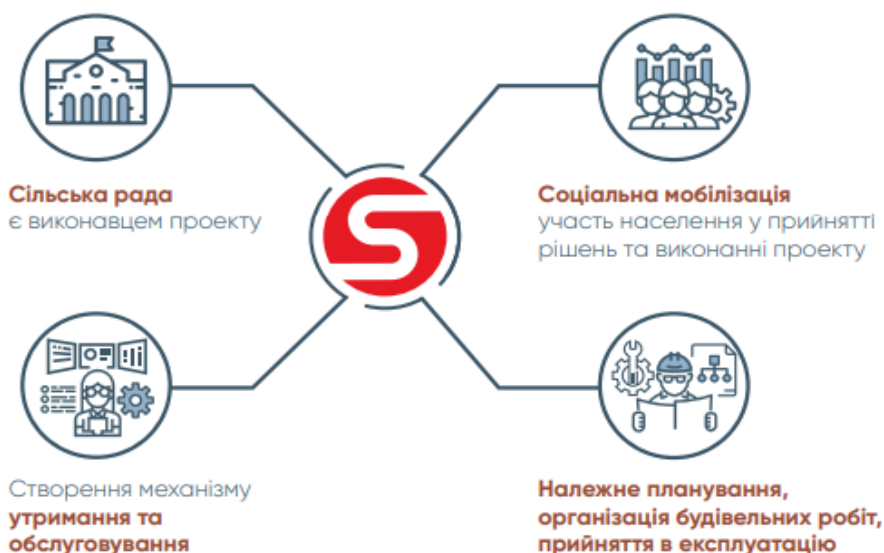 Сільська рада
є виконавцем проекту
Соціальна мобілізація
участь населення у прийнятті
рішень та виконанні проекту
Створення механізму
утримання та
обслуговування
Належне планування,
організація будівельних робіт,
прийняття в експлуатацію